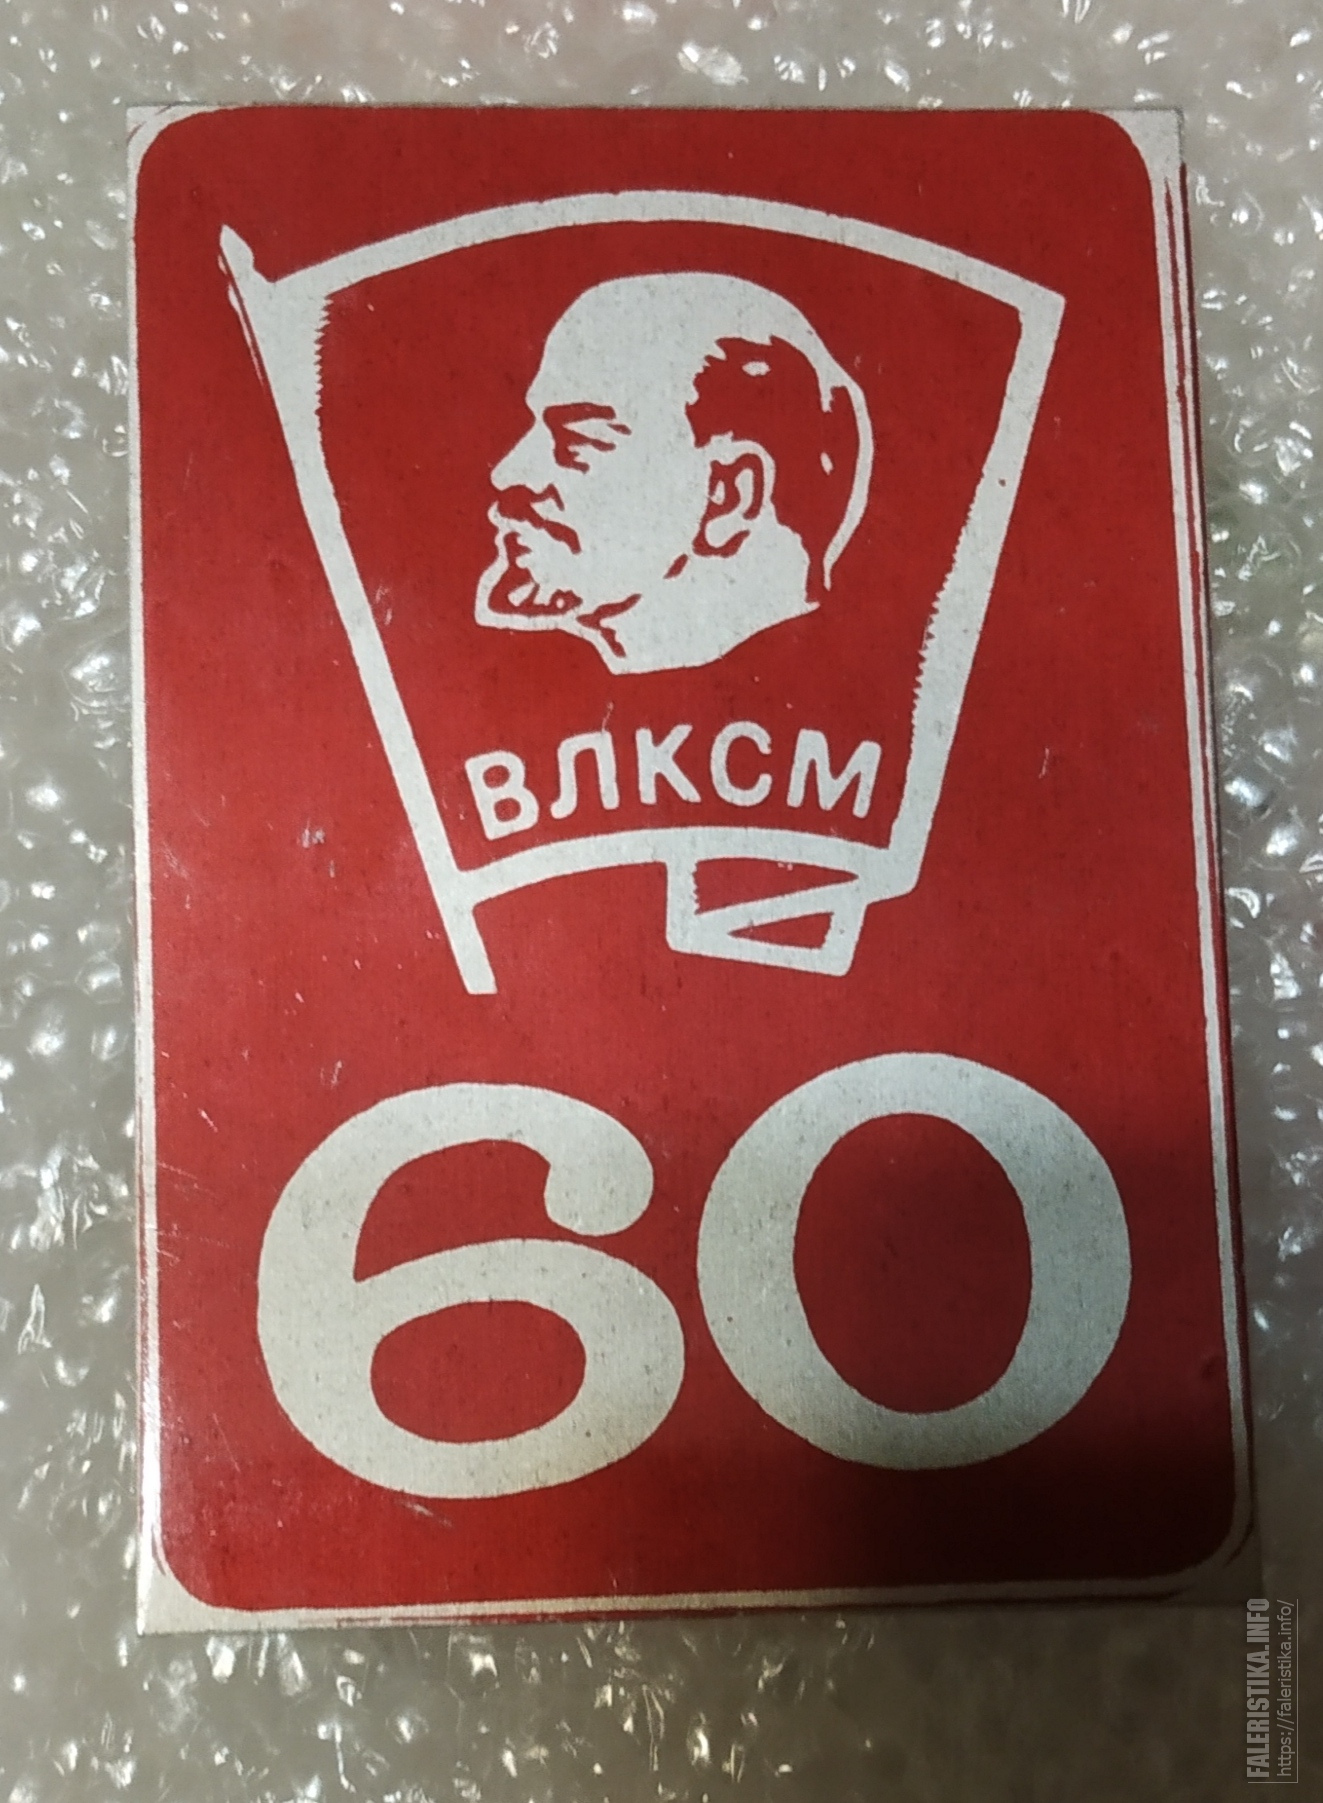 ВЛКСМ
60
FALERISTIKA.INFO
https://faleristika.info/